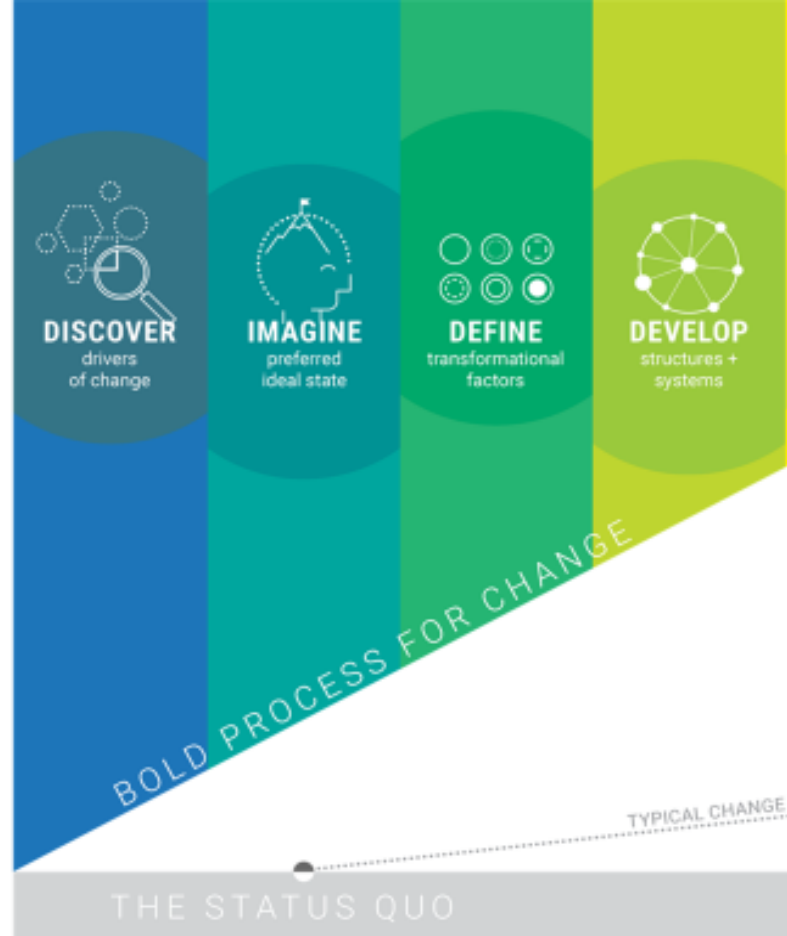 DISCOVER
drivers
of change
IMAGINE
preferred
ideal state
DEFINE
transformational
factors
DEVELOP
structures +
systems
BOLD PROCESS FOR CHANGE
TYPICAL CHANGE
THE STATUS QUO